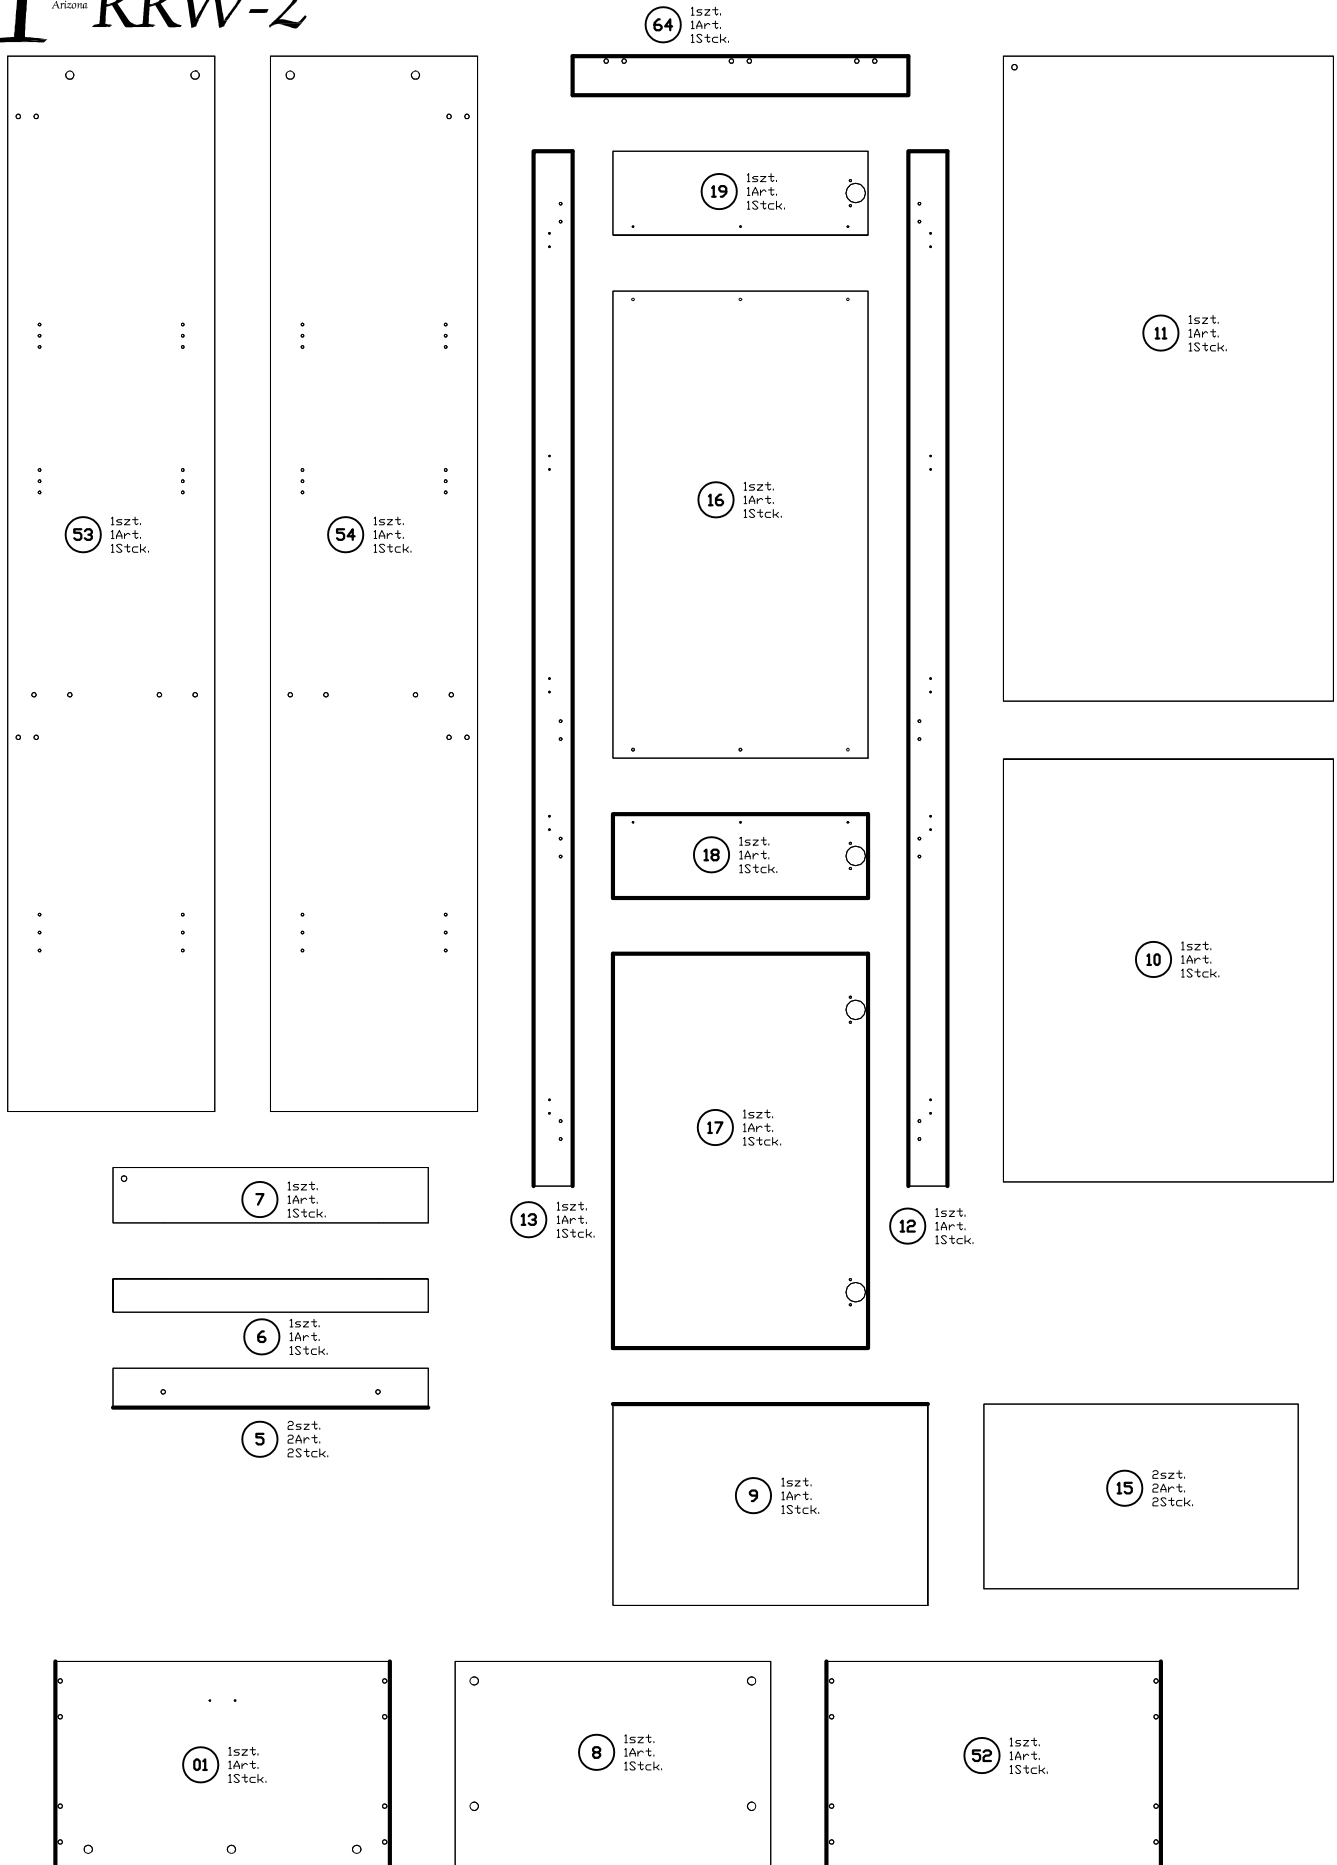 Arizona
RRW-2
64
1szt.
1Art.
1Stck.
19
1szt.
1Art.
1Stck.
11
1szt.
1Art.
1Stck.
16
1szt.
1Art.
1Stck.
53
1szt.
1Art.
1Stck.
54
1szt.
1Art.
1Stck.
18
1szt.
1Art.
1Stck.
10
1szt.
1Art.
1Stck.
17
1szt.
1Art.
1Stck.
7
1szt.
1Art.
1Stck.
13
1szt.
1Art.
1Stck.
12
1szt.
1Art.
1Stck.
6
1szt.
1Art.
1Stck.
5
2szt.
2Art.
2Stck.
9
1szt.
1Art.
1Stck.
15
2szt.
2Art.
2Stck.
01
1szt.
1Art.
1Stck.
8
1szt.
1Art.
1Stck.
52
1szt.
1Art.
1Stck.